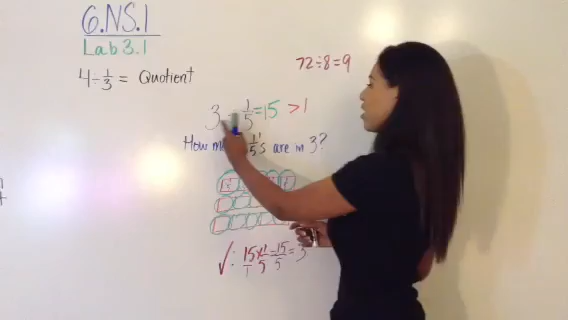 6.NS.1
Lab 3.1
4 ÷ 1/3 = Quotient
72÷8=9
3 1/5 = 15 >1
How 1/5's are in 3?
✓: 15/1 × 1/5 = 15/5 = 3